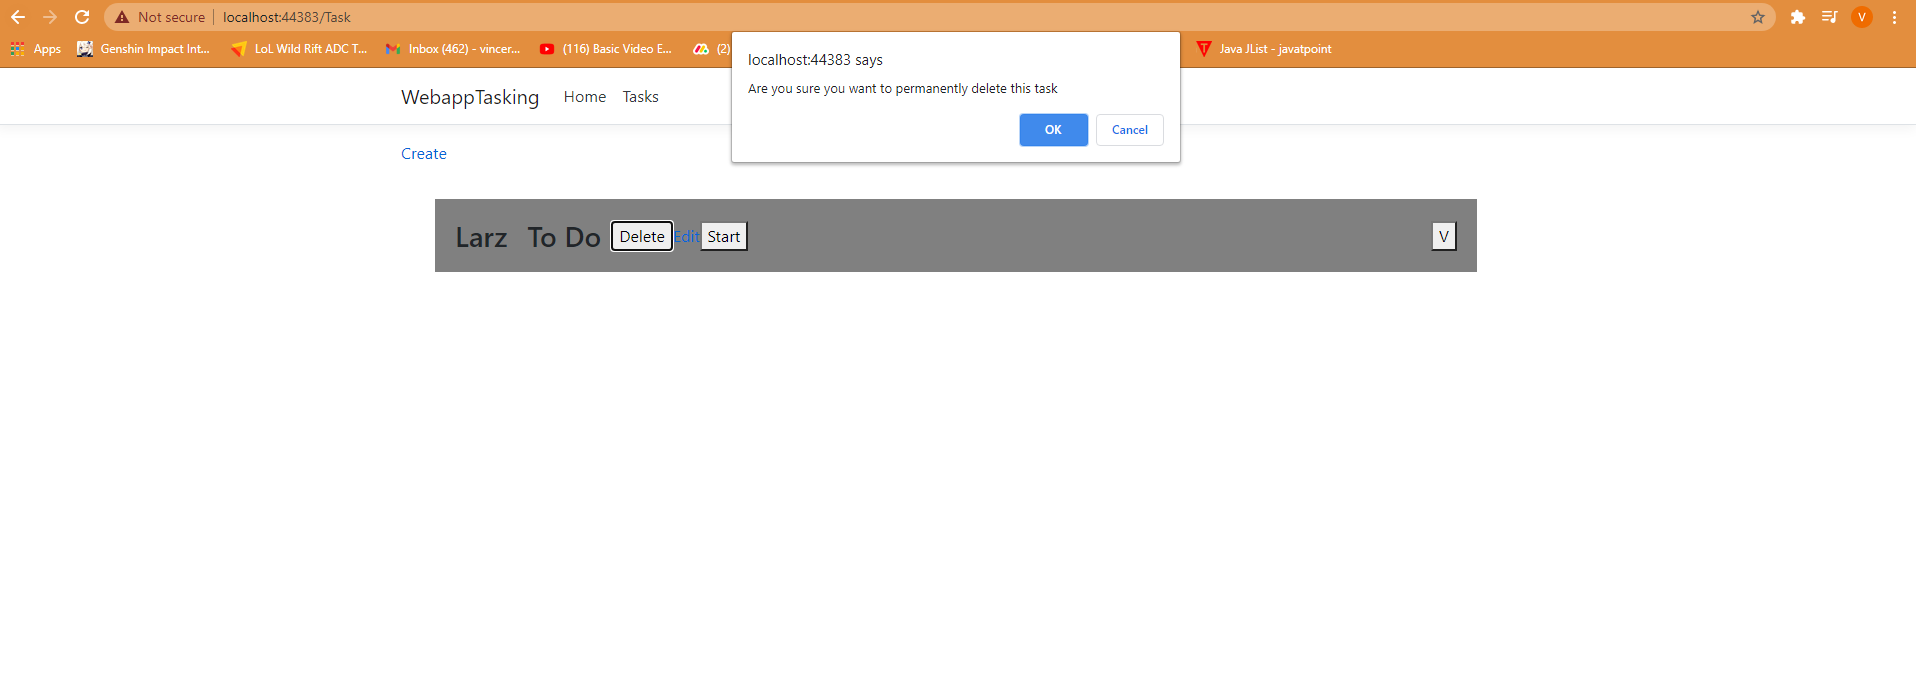 Not secure localhost:44383/Task V
Apps Genshin Impact Int... LoL Wild Rift ADC T... Inbox (462) - vincer... (116) Basic Video E... (2) Java JList - javatpoint
localhost:44383 says
Are you sure you want to permanently delete this task
OK Cancel
WebappTasking Home Tasks
Create
Larz To Do Delete Edit Start V